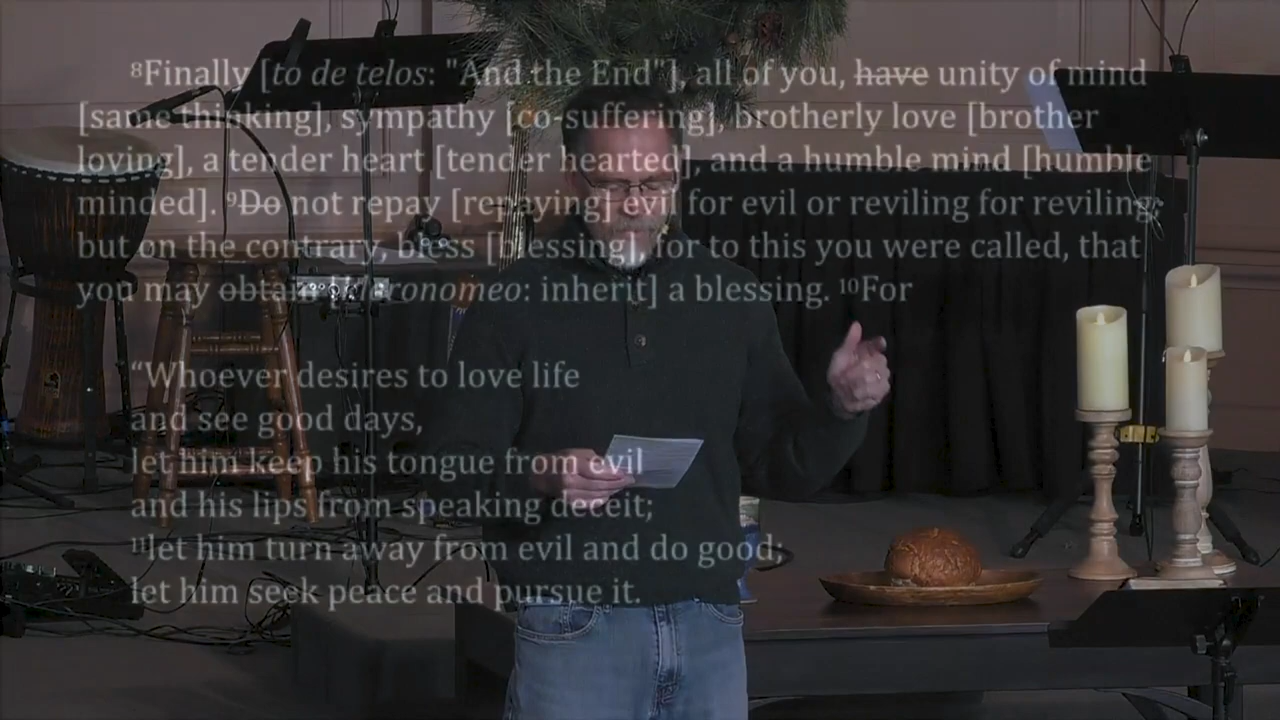 ⁸Finally [to de telos: "And the End"], all of you, have unity of mind
[same thinking], sympathy [co-suffering], brotherly love [brother
loving], a tender heart [tender hearted], and a humble mind [humble
minded]. ⁹Do not repay [repaying] evil for evil or reviling for reviling,
but on the contrary, bless [blessing], for to this you were called, that
you may obtain [kleronomeo: inherit] a blessing. ¹⁰For
“Whoever desires to love life
and see good days,
let him keep his tongue from evil
and his lips from speaking deceit;
¹¹let him turn away from evil and do good;
let him seek peace and pursue it.